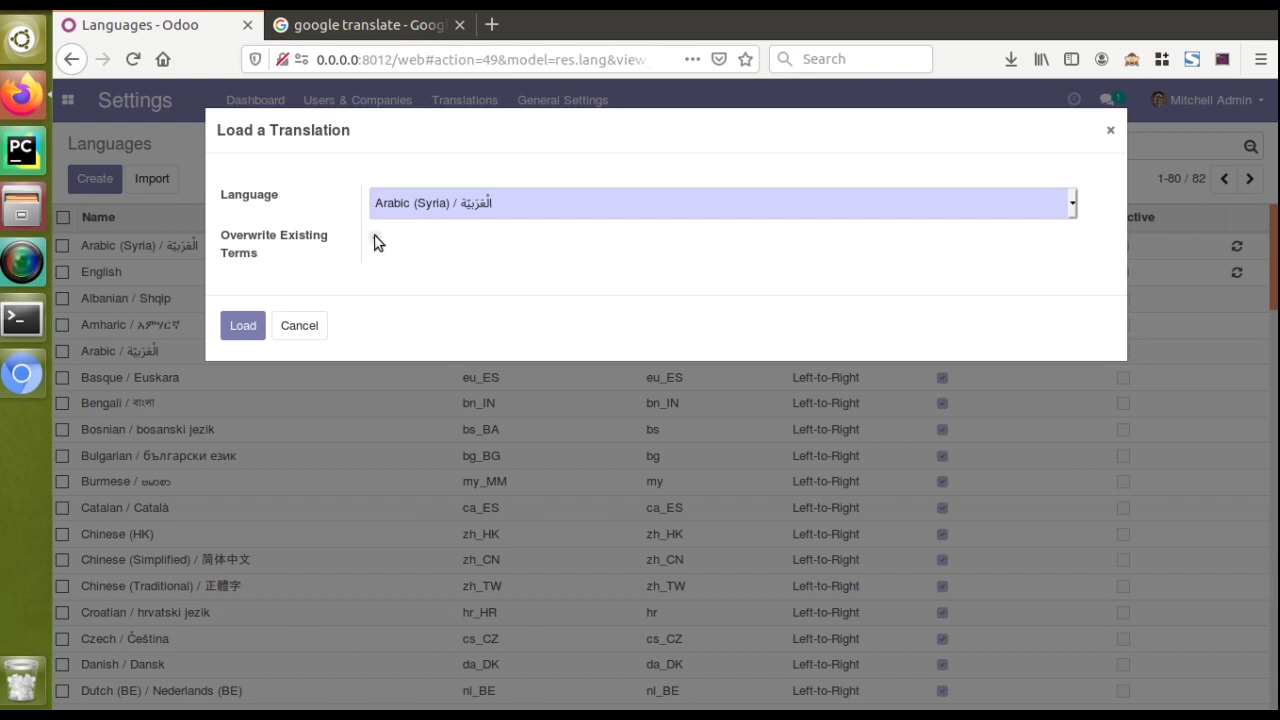 Languages - Odoo
google translate - Goog
0.0.0.0:8012/web#action=49&model=res.lang&view_
Search
Settings
Dashboard
Users & Companies
Translations
General Settings
1
Mitchell Admin
Load a Translation
×
Languages
Create
Import
1-80 / 82
Language
Arabic (Syria) / الْعَرَبيّة
Overwrite Existing
Terms
Load
Cancel
Name
ctive
Arabic (Syria) / الْعَرَبيّة
English
Albanian / Shqip
Amharic / አምሃርኛ
Arabic / الْعَرَبيّة
Basque / Euskara eu_ES eu_ES Left-to-Right
Bengali / বাংলা bn_IN bn_IN Left-to-Right
Bosnian / bosanski jezik bs_BA bs Left-to-Right
Bulgarian / български език bg_BG bg Left-to-Right
Burmese / ဗမာစာ my_MM my Left-to-Right
Catalan / Català ca_ES ca_ES Left-to-Right
Chinese (HK) zh_HK zh_HK Left-to-Right
Chinese (Simplified) / 简体中文 zh_CN zh_CN Left-to-Right
Chinese (Traditional) / 正體字 zh_TW zh_TW Left-to-Right
Croatian / hrvatski jezik hr_HR hr Left-to-Right
Czech / Čeština cs_CZ cs_CZ Left-to-Right
Danish / Dansk da_DK da_DK Left-to-Right
Dutch (BE) / Nederlands (BE) nl_BE nl_BE Left-to-Right
PC